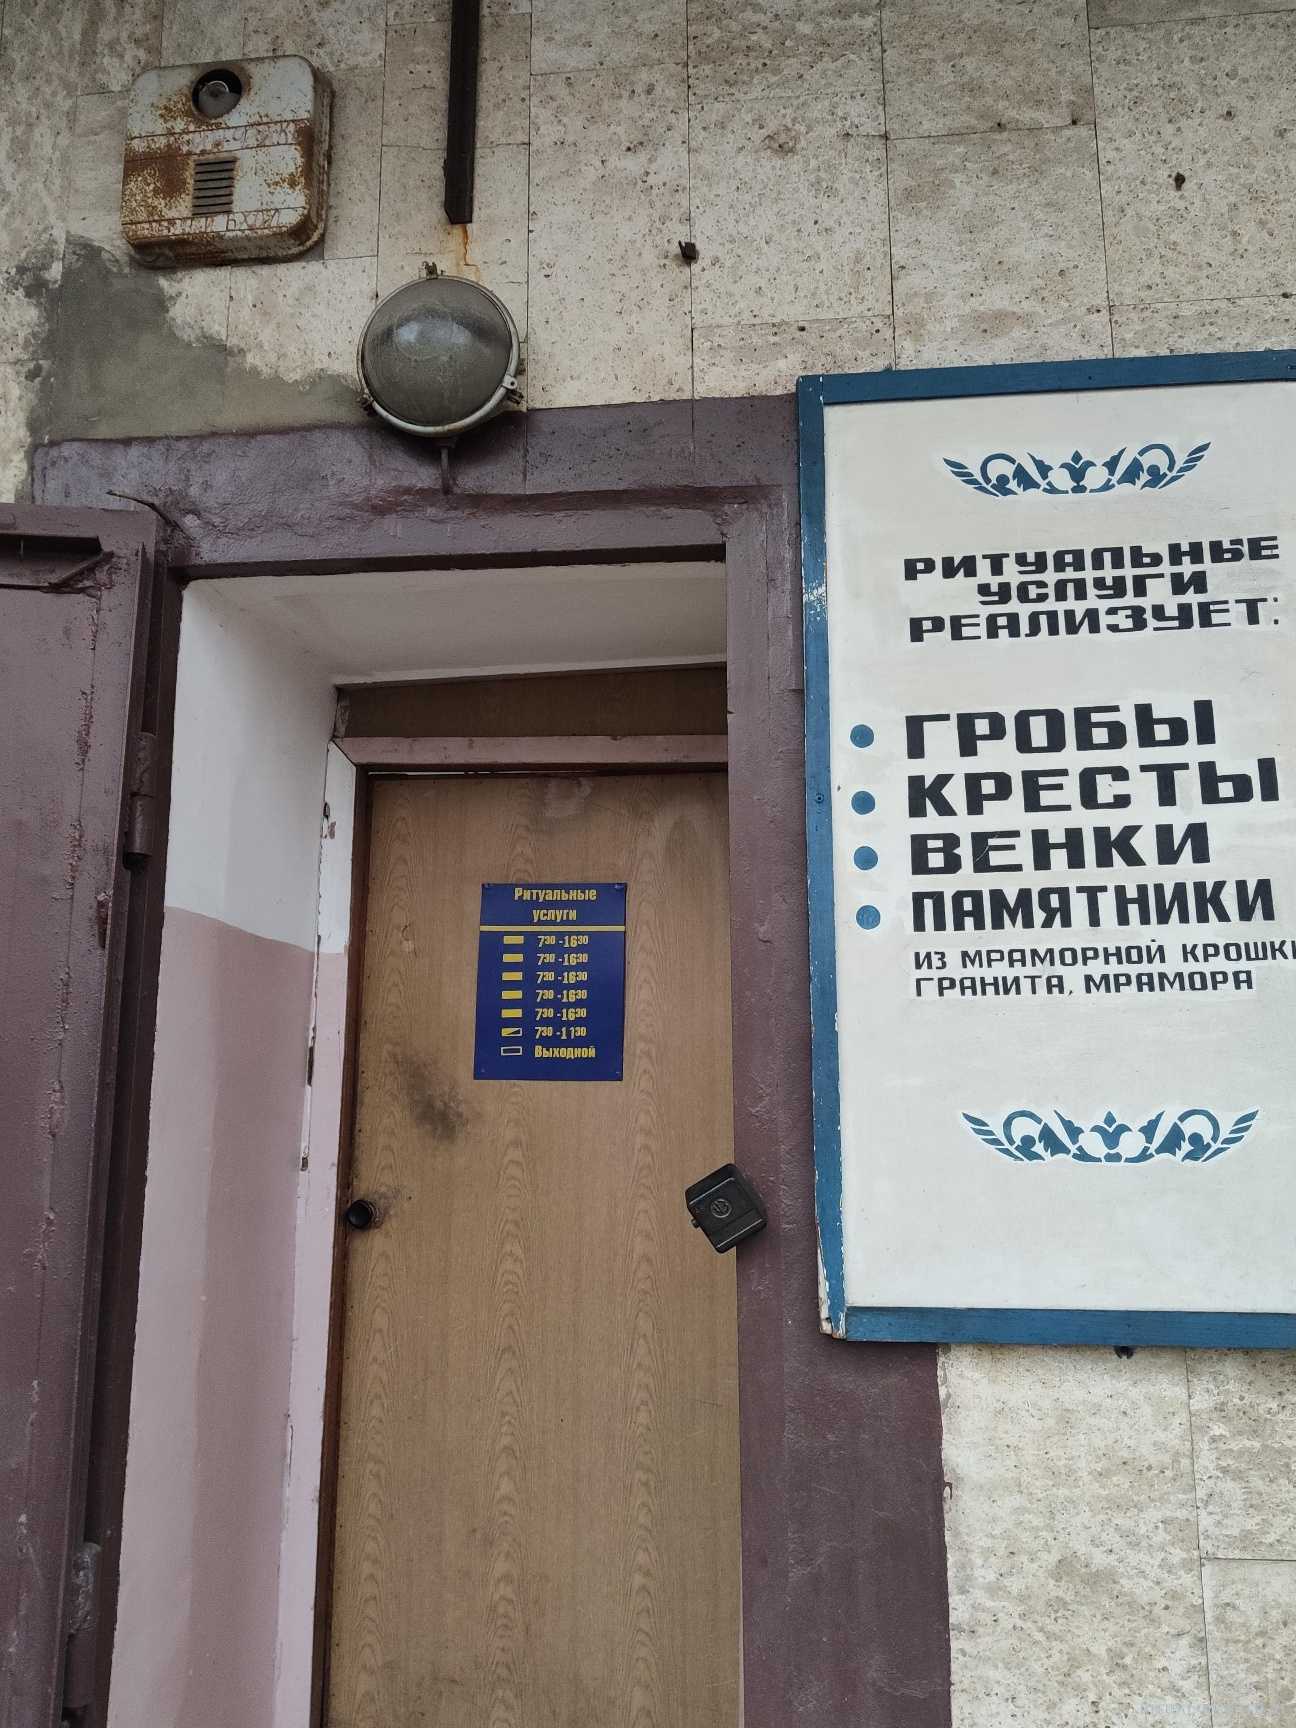 Ритуальные
услуги
7³⁰-16³⁰
7³⁰-16³⁰
7³⁰-16³⁰
7³⁰-16³⁰
7³⁰-16³⁰
7³⁰-11³⁰
Выходной
РИТУАЛЬНЫЕ
УСЛУГИ
РЕАЛИЗУЕТ:
ГРОБЫ
КРЕСТЫ
ВЕНКИ
ПАМЯТНИКИ
ИЗ МРАМОРНОЙ КРОШКИ
ГРАНИТА, МРАМОРА